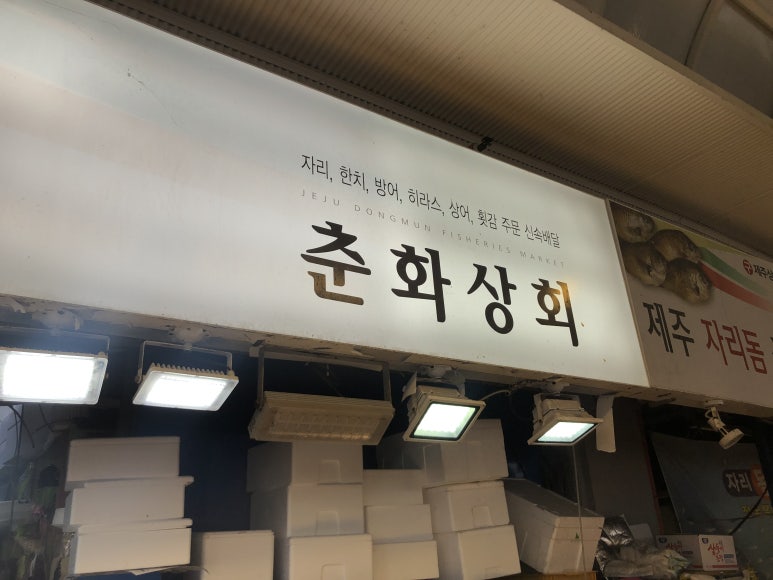 자리, 한치, 방어, 히라스, 상어, 횟감 주문 신속배달
JEJU DONGMUN FISHERIES MARKET
춘화상회
제주 자리돔
자리